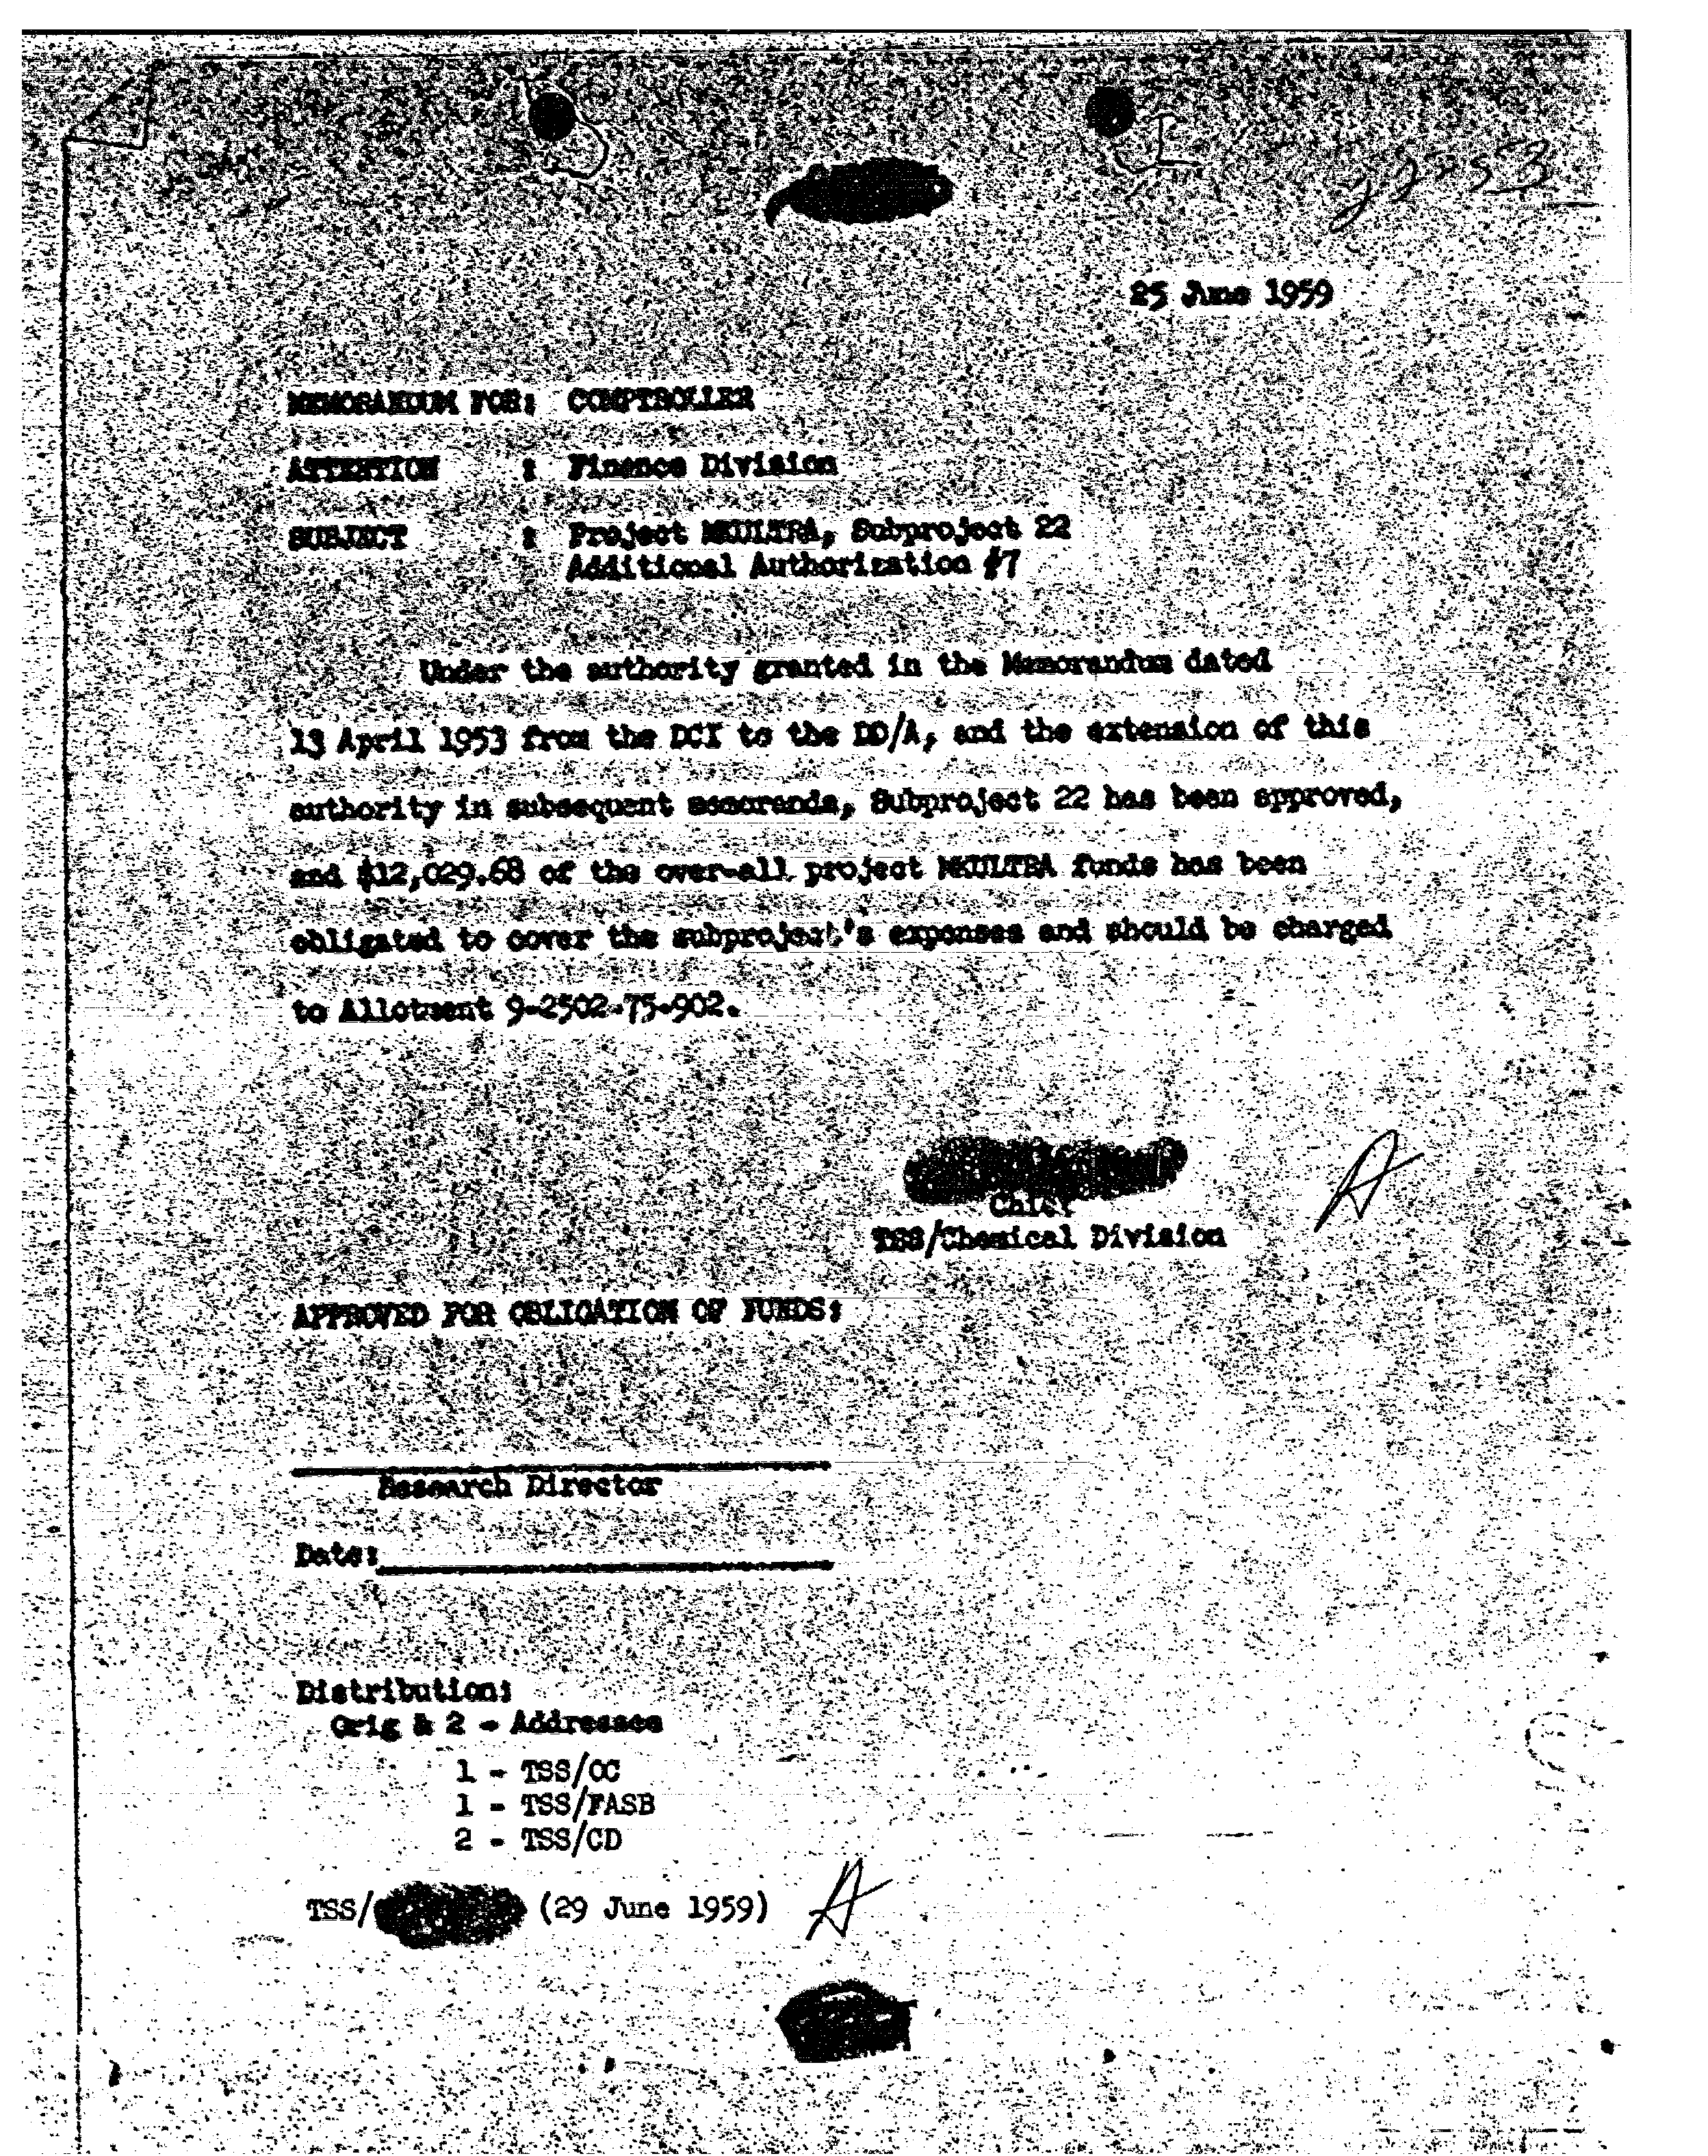 25 June 1959
MEMORANDUM FOR: COMPTROLLER
ATTENTION : Finance Division
SUBJECT : Project MKULTRA, Subproject 22
Additional Authorization #7
Under the authority granted in the Memorandum dated
13 April 1953 from the DCI to the DD/A, and the extension of this
authority in subsequent memoranda, Subproject 22 has been approved,
and $12,029.68 of the over-all project MKULTRA funds has been
obligated to cover the subproject's expenses and should be charged
to Allotment 9-2502-75-902.
Chief
TSS/Chemical Division
APPROVED FOR OBLIGATION OF FUNDS:
Research Director
Date:
Distribution:
Orig & 2 - Addressee
1 - TSS/OC
1 - TSS/FASB
2 - TSS/CD
TSS/ (29 June 1959)